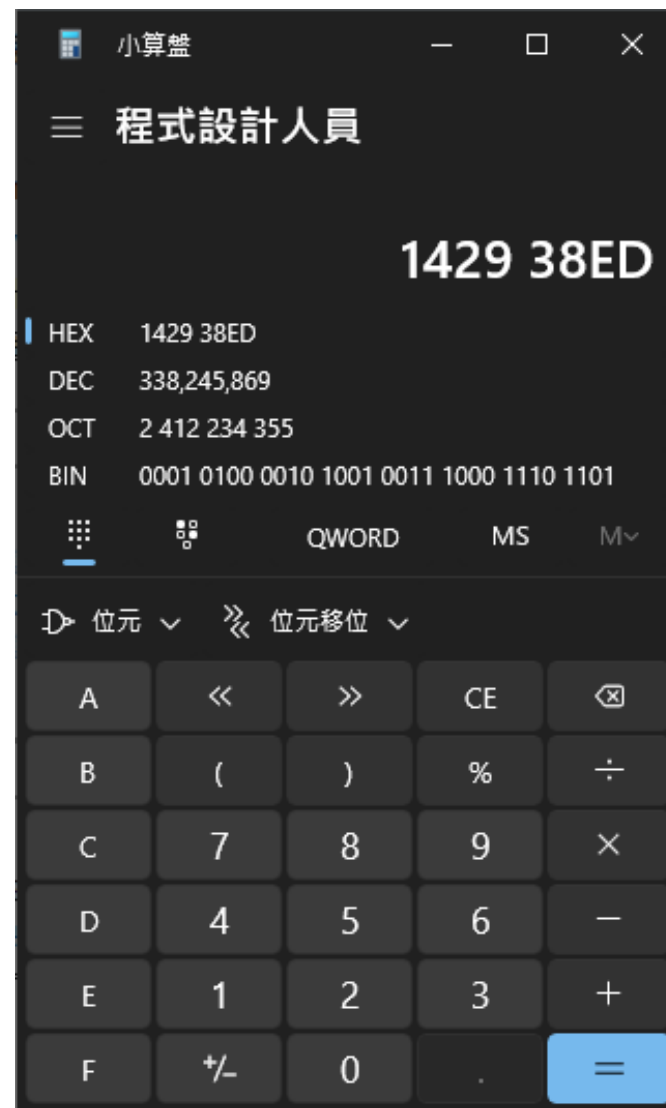 小算盤
程式設計人員
1429 38ED
HEX 1429 38ED
DEC 338,245,869
OCT 2 412 234 355
BIN 0001 0100 0010 1001 0011 1000 1110 1101
QWORD MS M
位元 位元移位
A « » CE
B ( ) % ÷
C 7 8 9 ×
D 4 5 6 −
E 1 2 3 +
F +/− 0 . =